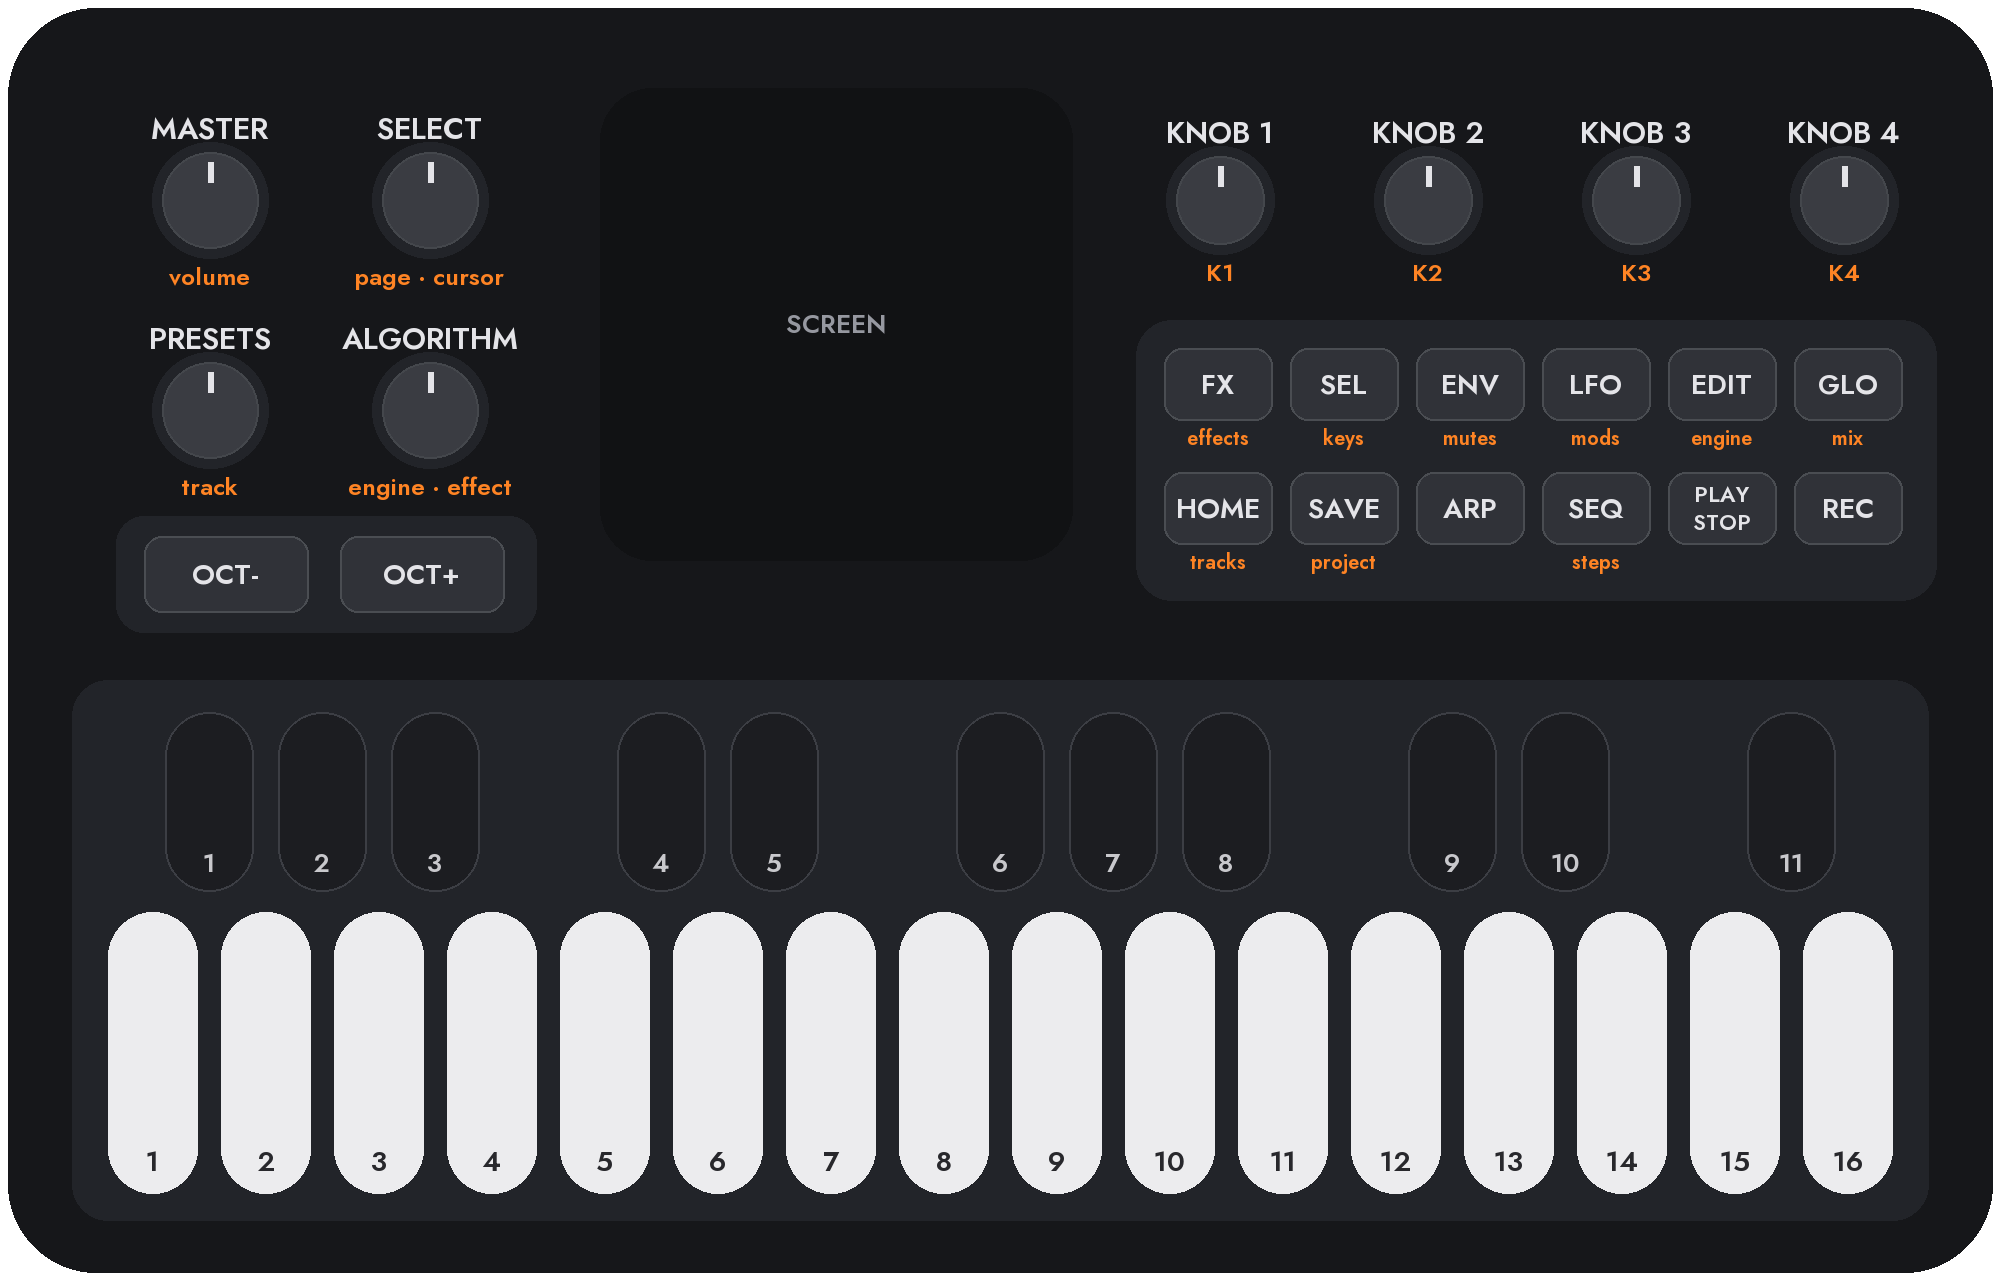 MASTER
SELECT
volume
page · cursor
PRESETS
ALGORITHM
track
engine · effect
OCT-
OCT+
SCREEN
KNOB 1
KNOB 2
KNOB 3
KNOB 4
K1
K2
K3
K4
FX
SEL
ENV
LFO
EDIT
GLO
effects
keys
mutes
mods
engine
mix
HOME
SAVE
ARP
SEQ
PLAY
STOP
REC
tracks
project
steps
1
2
3
4
5
6
7
8
9
10
11
1
2
3
4
5
6
7
8
9
10
11
12
13
14
15
16